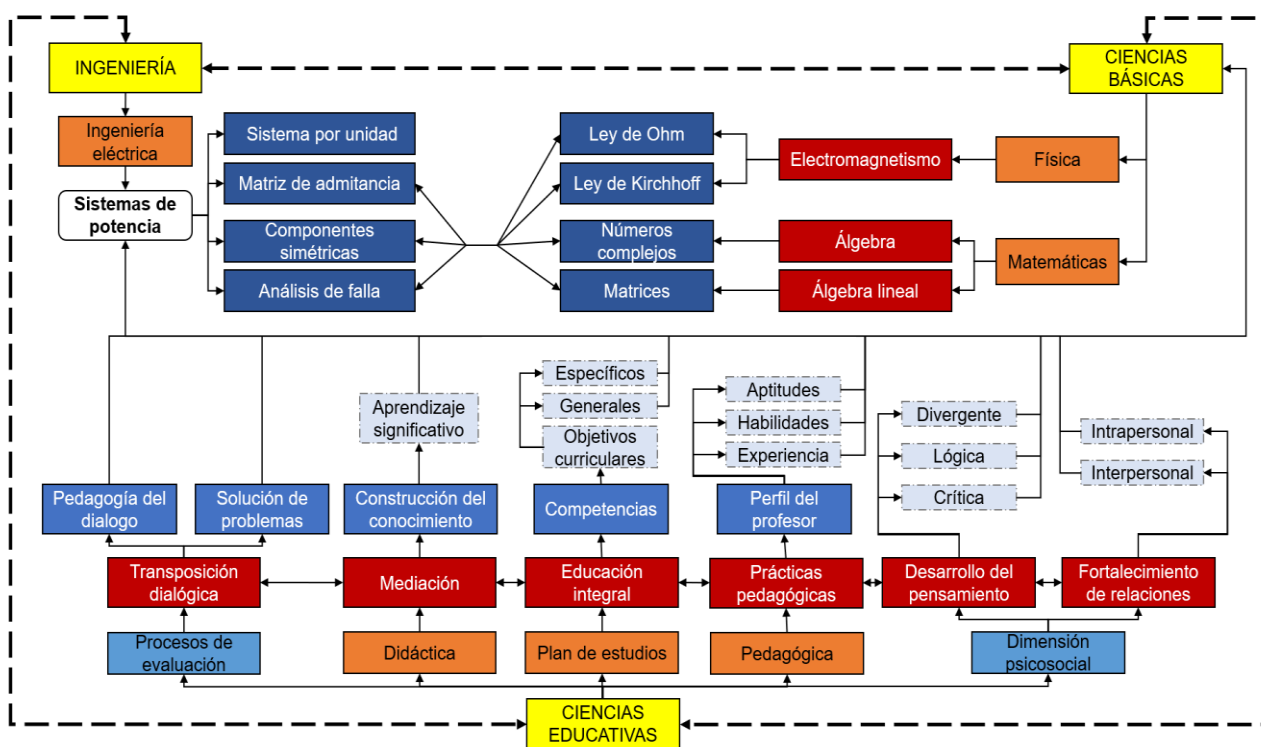 INGENIERÍA
CIENCIAS
BÁSICAS
Ingeniería
eléctrica
Sistemas de
potencia
Sistema por unidad
Matriz de admitancia
Componentes
simétricas
Análisis de falla
Ley de Ohm
Ley de Kirchhoff
Números
complejos
Matrices
Electromagnetismo
Álgebra
Álgebra lineal
Física
Matemáticas
Aprendizaje
significativo
Específicos
Generales
Objetivos
curriculares
Aptitudes
Habilidades
Experiencia
Divergente
Lógica
Crítica
Intrapersonal
Interpersonal
Pedagogía del
dialogo
Solución de
problemas
Construcción del
conocimiento
Competencias
Perfil del
profesor
Transposición
dialógica
Mediación
Educación
integral
Prácticas
pedagógicas
Desarrollo del
pensamiento
Fortalecimiento
de relaciones
Procesos de
evaluación
Didáctica
Plan de estudios
Pedagógica
Dimensión
psicosocial
CIENCIAS
EDUCATIVAS